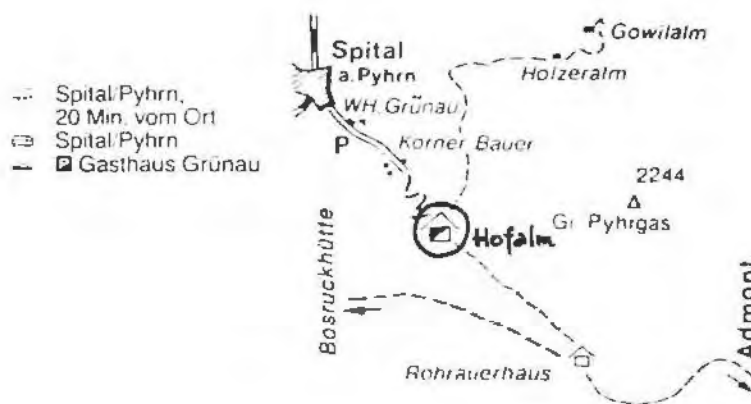 Spital/Pyhrn,
20 Min. vom Ort
Spital/Pyhrn
P Gasthaus Grünau
Spital
a. Pyhrn
WH. Grünau
P
Korner Bauer
Gowilalm
Holzeralm
2244
Gr. Pyhrgas
Hofalm
Bosruckhütte
Rohrauerhaus
Admont